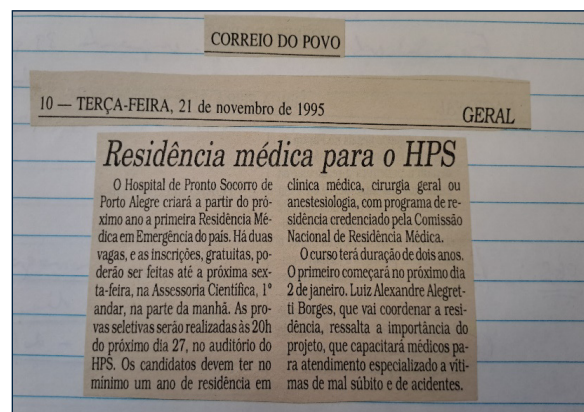 CORREIO DO POVO
10 — TERÇA-FEIRA, 21 de novembro de 1995 GERAL
Residência médica para o HPS
O Hospital de Pronto Socorro de
Porto Alegre criará a partir do pró-
ximo ano a primeira Residência Mé-
dica em Emergência do país. Há duas
vagas, e as inscrições, gratuitas, po-
derão ser feitas até a próxima sex-
ta-feira, na Assessoria Científica, 1º
andar, na parte da manhã. As pro-
vas seletivas serão realizadas às 20h
do próximo dia 27, no auditório do
HPS. Os candidatos devem ter no
mínimo um ano de residência em
clínica médica, cirurgia geral ou
anestesiologia, com programa de re-
sidência credenciado pela Comissão
Nacional de Residência Médica.
O curso terá duração de dois anos.
O primeiro começará no próximo dia
2 de janeiro. Luiz Alexandre Alegret-
ti Borges, que vai coordenar a resi-
dência, ressalta a importância do
projeto, que capacitará médicos pa-
ra atendimento especializado a víti-
mas de mal súbito e de acidentes.